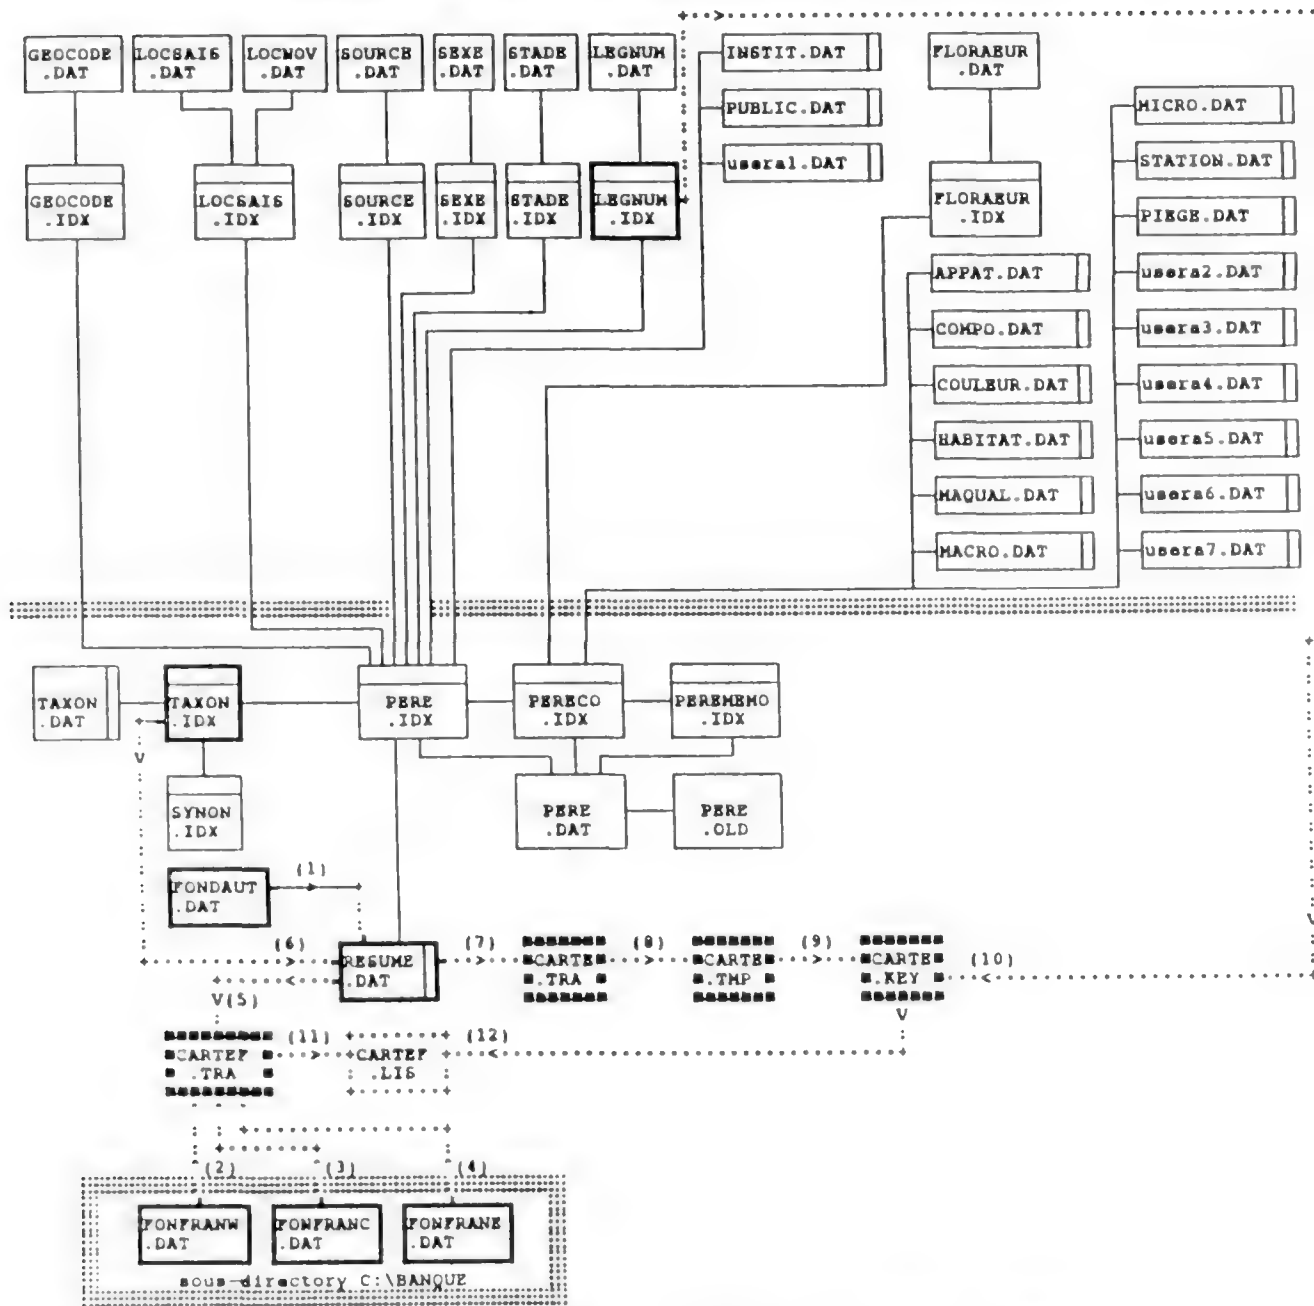 GEOCODE
.DAT
LOCSAIS
.DAT
LOCNOV
.DAT
SOURCE
.DAT
SEXE
.DAT
STADE
.DAT
LEGNUM
.DAT
INSTIT.DAT
PUBLIC.DAT
usera1.DAT
FLORAEUR
.DAT
MICRO.DAT
STATION.DAT
PIEGE.DAT
usera2.DAT
usera3.DAT
usera4.DAT
usera5.DAT
usera6.DAT
usera7.DAT
GEOCODE
.IDX
LOCSAIS
.IDX
SOURCE
.IDX
SEXE
.IDX
STADE
.IDX
LEGNUM
.IDX
FLORAEUR
.IDX
APPAT.DAT
COMPO.DAT
COULEUR.DAT
HABITAT.DAT
MAQUAL.DAT
MACRO.DAT
TAXON
.DAT
TAXON
.IDX
PERE
.IDX
PERECO
.IDX
PEREMEMO
.IDX
SYNON
.IDX
PERE
.DAT
PERE
.OLD
FONDAUT
.DAT
(1)
(6)
RESUME
.DAT
(7)
CARTE
.TRA
(8)
CARTE
.TMP
(9)
CARTE
.KEY
(10)
V(5)
V
CARTEF
.TRA
(11)
CARTEF
.LIS
(12)
(2)
(3)
(4)
FONFRANW
.DAT
FONFRANC
.DAT
FONFRANE
.DAT
sous-directory C:\BANQUE